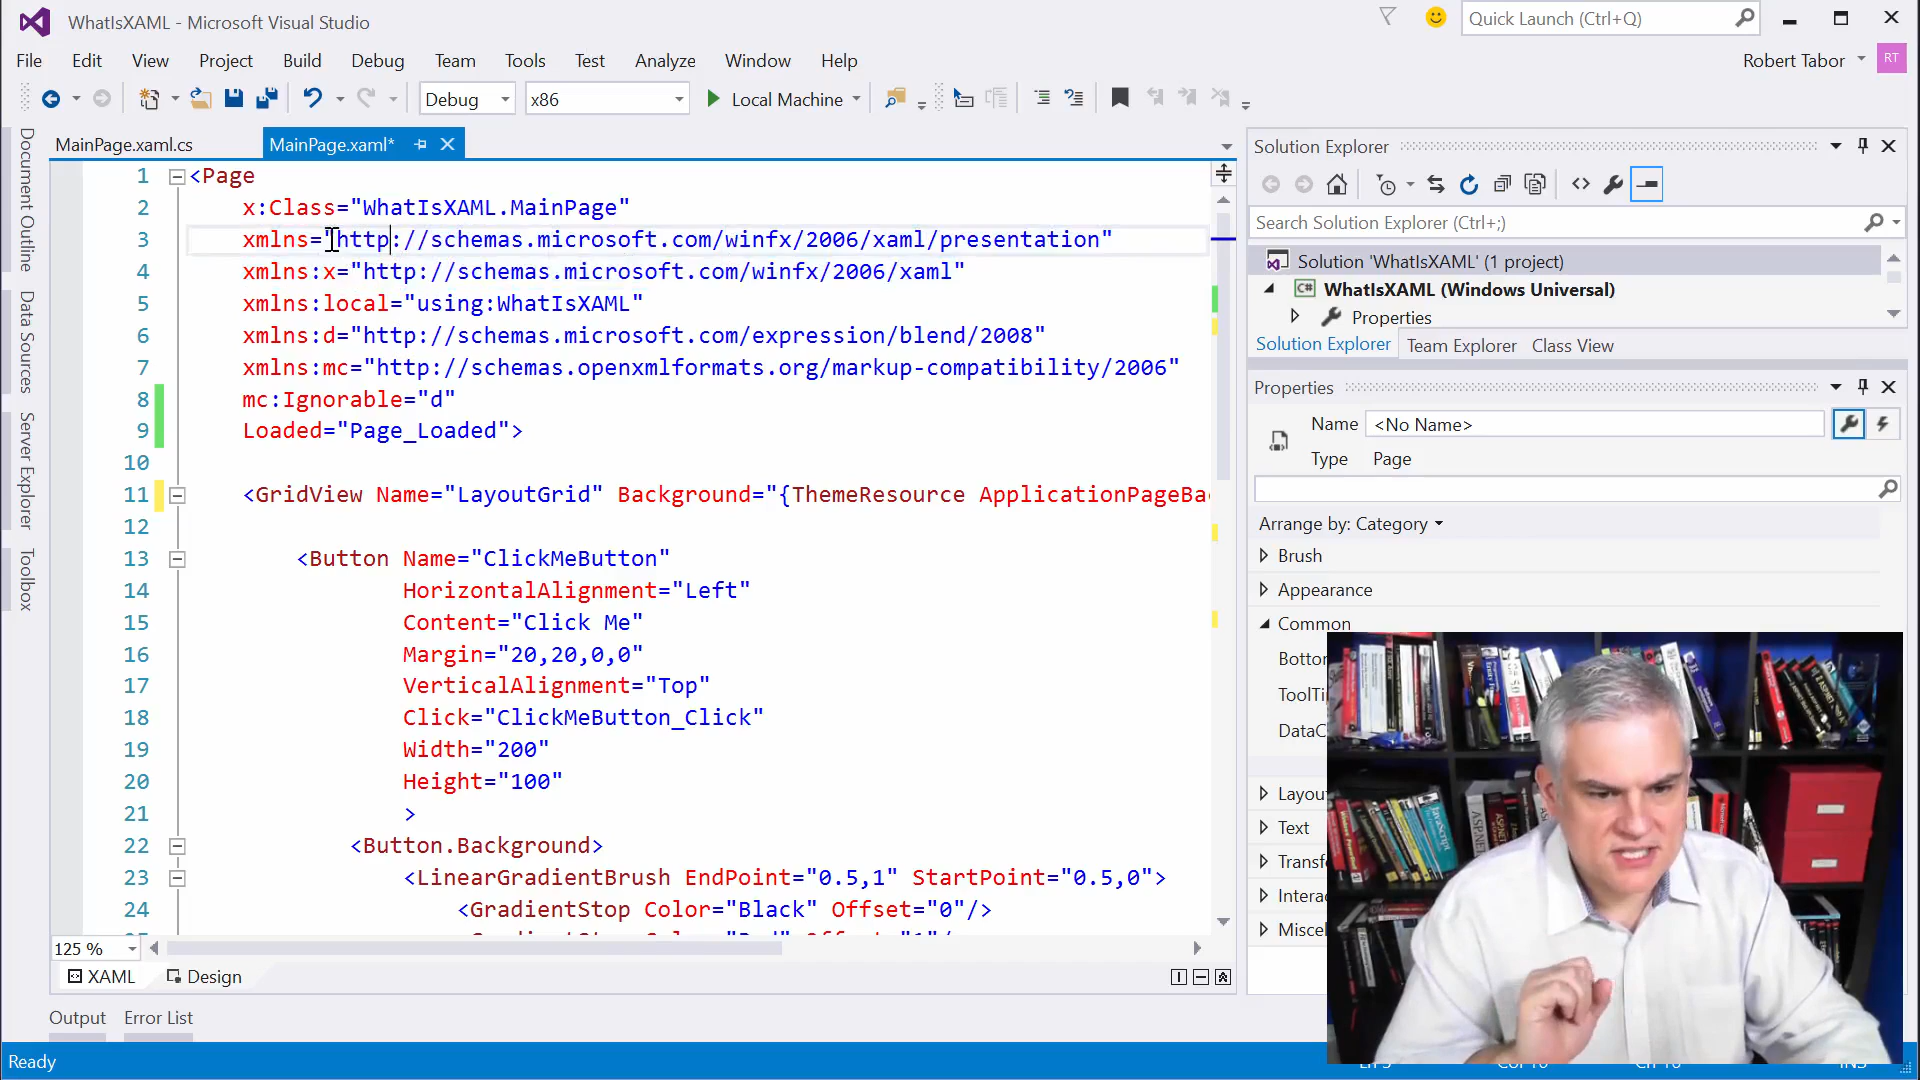 WhatIsXAML - Microsoft Visual Studio
Quick Launch (Ctrl+Q)
File Edit View Project Build Debug Team Tools Test Analyze Window Help
Robert Tabor RT
Debug x86 Local Machine
Document Outline
Data Sources
Server Explorer
Toolbox
MainPage.xaml.cs MainPage.xaml*
1 <Page
2 x:Class="WhatIsXAML.MainPage"
3 xmlns="http://schemas.microsoft.com/winfx/2006/xaml/presentation"
4 xmlns:x="http://schemas.microsoft.com/winfx/2006/xaml"
5 xmlns:local="using:WhatIsXAML"
6 xmlns:d="http://schemas.microsoft.com/expression/blend/2008"
7 xmlns:mc="http://schemas.openxmlformats.org/markup-compatibility/2006"
8 mc:Ignorable="d"
9 Loaded="Page_Loaded">
10
11 <GridView Name="LayoutGrid" Background="{ThemeResource ApplicationPageBa
12
13 <Button Name="ClickMeButton"
14 HorizontalAlignment="Left"
15 Content="Click Me"
16 Margin="20,20,0,0"
17 VerticalAlignment="Top"
18 Click="ClickMeButton_Click"
19 Width="200"
20 Height="100"
21 >
22 <Button.Background>
23 <LinearGradientBrush EndPoint="0.5,1" StartPoint="0.5,0">
24 <GradientStop Color="Black" Offset="0"/>
125 %
XAML Design
Output Error List
Ready
Solution Explorer
Search Solution Explorer (Ctrl+;)
Solution 'WhatIsXAML' (1 project)
C# WhatIsXAML (Windows Universal)
Properties
Solution Explorer Team Explorer Class View
Properties
Name <No Name>
Type Page
Arrange by: Category
Brush
Appearance
Common
Botto
ToolTi
DataC
Layou
Text
Transf
Interac
Miscel